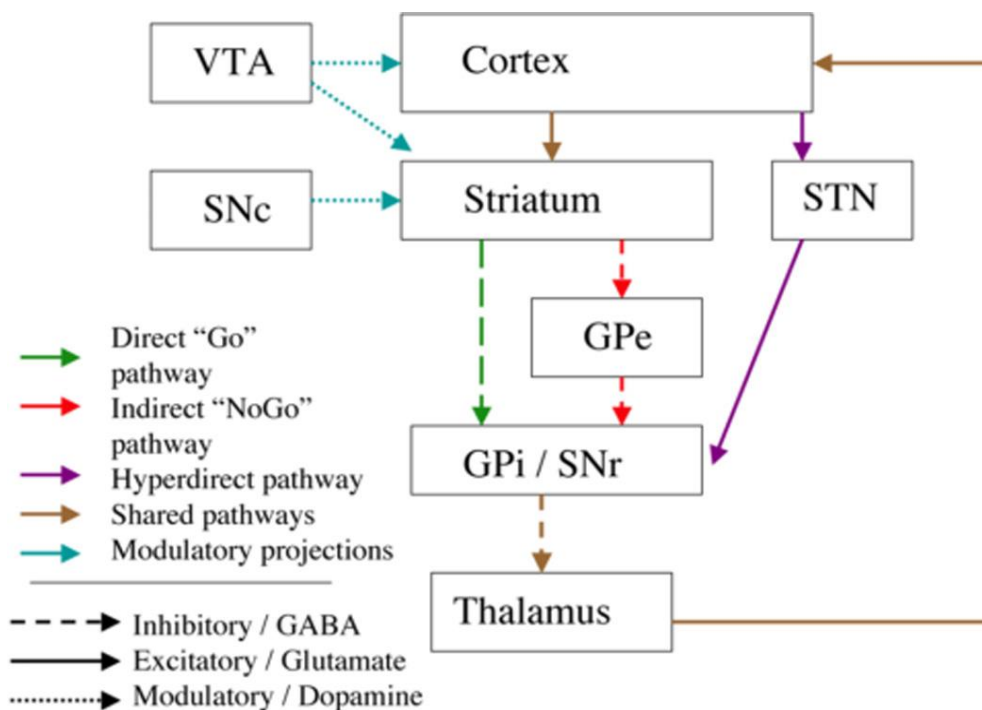 VTA
Cortex
SNc
Striatum
STN
GPe
GPi / SNr
Thalamus
Direct “Go”
pathway
Indirect “NoGo”
pathway
Hyperdirect pathway
Shared pathways
Modulatory projections
Inhibitory / GABA
Excitatory / Glutamate
Modulatory / Dopamine